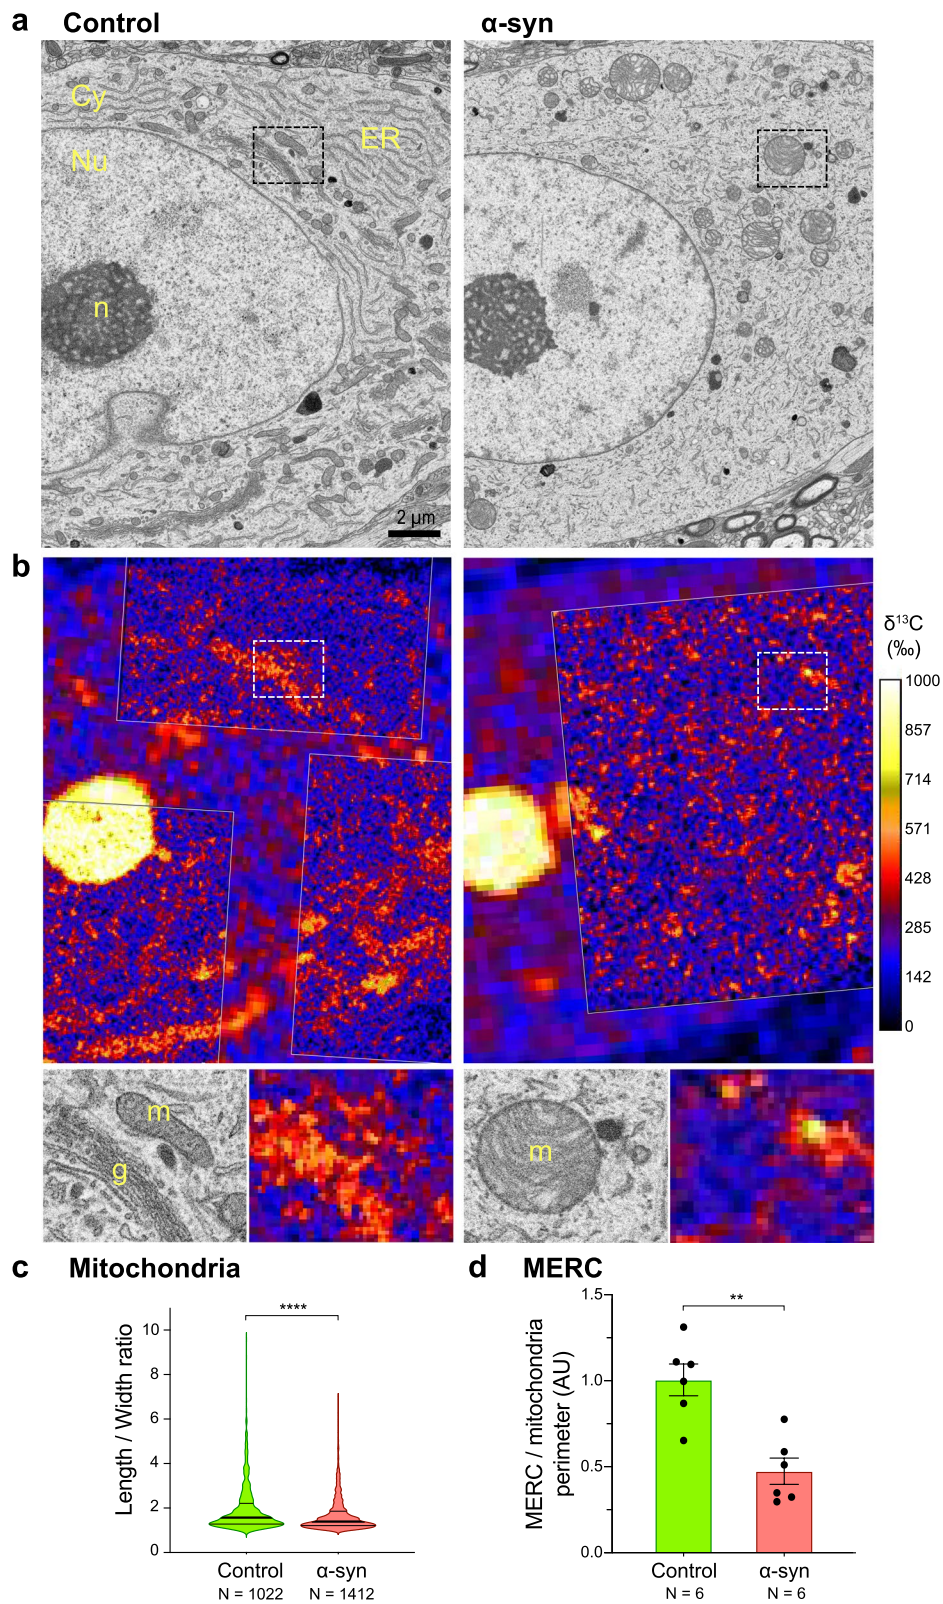 a Control α-syn
Cy
ER
Nu
n
2 µm
b
δ¹³C
(‰)
1000
857
714
571
428
285
142
0
m
g
m
c Mitochondria
****
Length / Width ratio
10
8
6
4
2
0
Control α-syn
N = 1022 N = 1412
d MERC
**
MERC / mitochondria
perimeter (AU)
1.5
1.0
0.5
0.0
Control α-syn
N = 6 N = 6